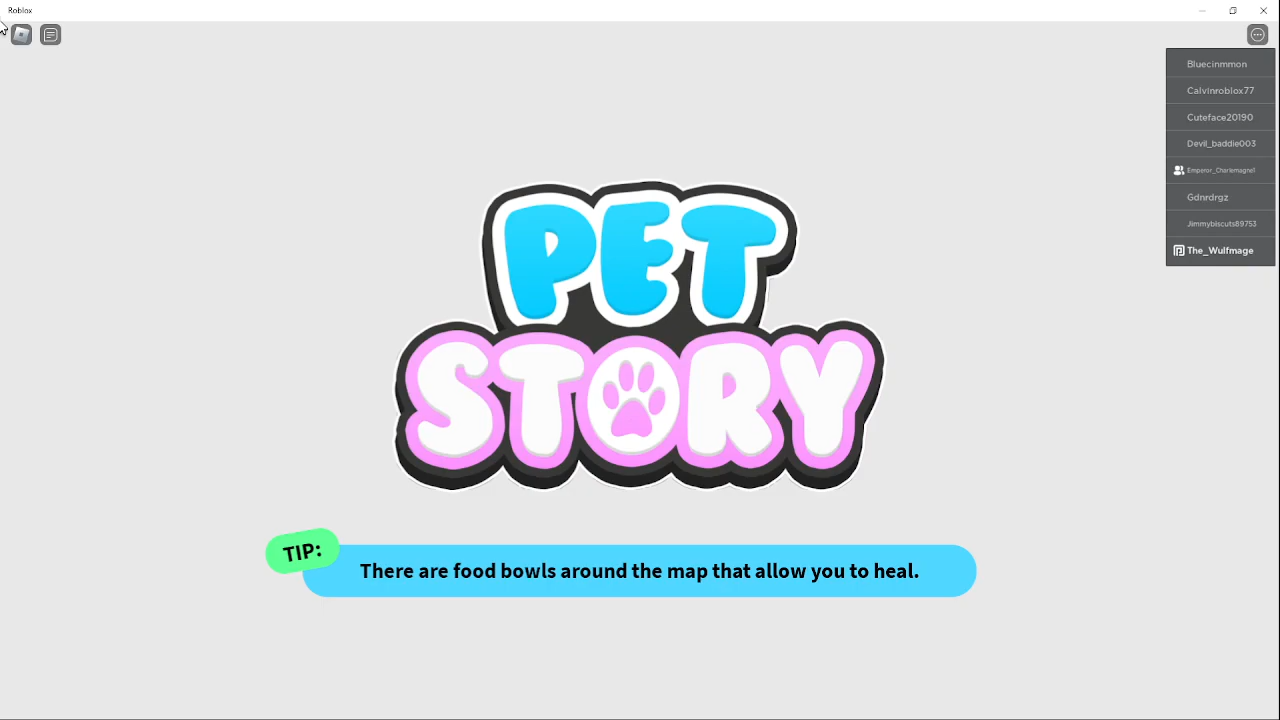 Roblox
Bluecinmmon
Calvinroblox77
Cuteface20190
Devil_baddie003
Emperor_Charlemagne1
Gdnrdrgz
Jimmybiscuts89753
The_Wulfmage
PET
STORY
TIP:
There are food bowls around the map that allow you to heal.